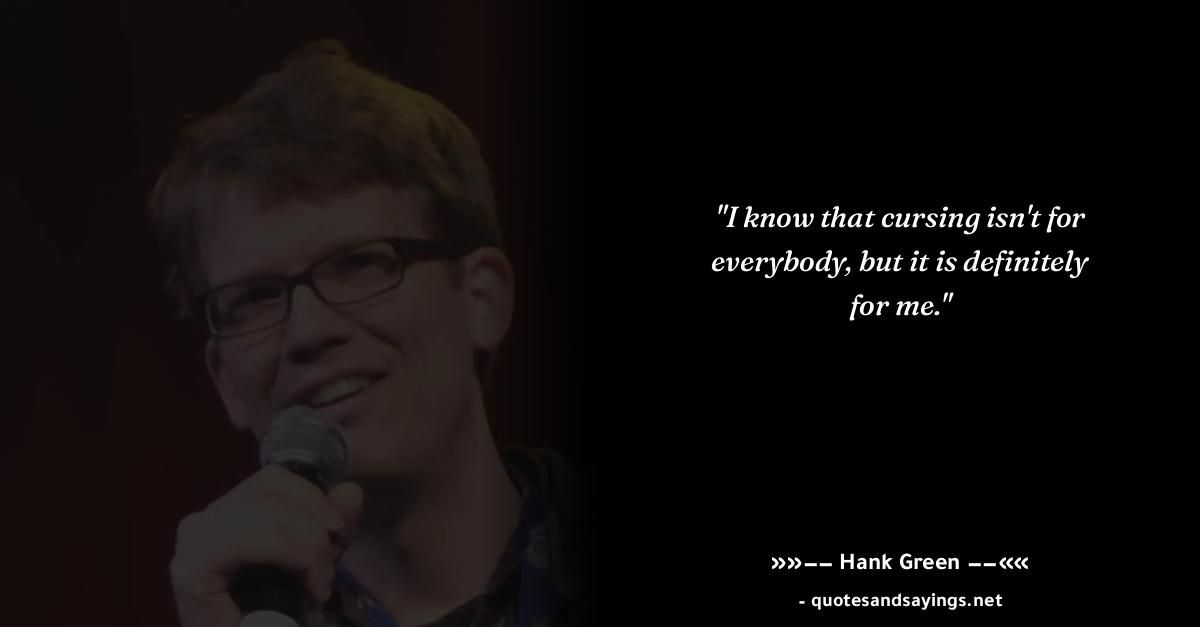 "I know that cursing isn't for
everybody, but it is definitely
for me."
»»–– Hank Green ––««
- quotesandsayings.net